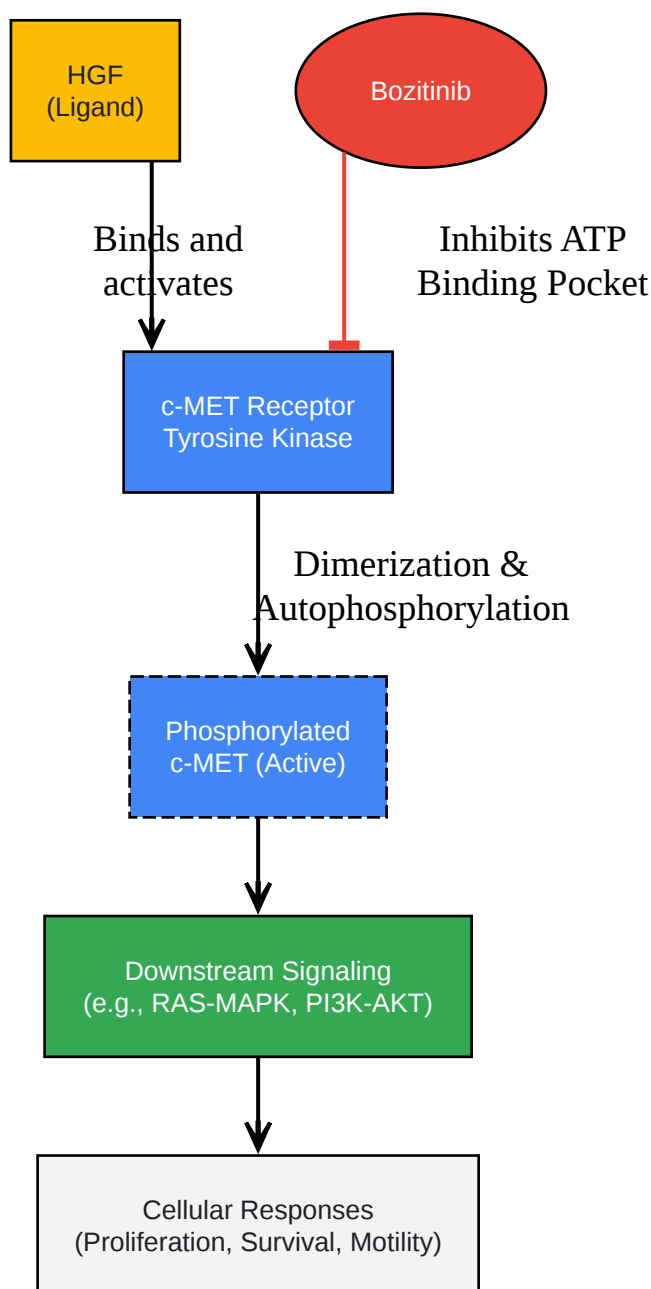 HGF
(Ligand)
Bozitinib
Binds and
activates
Inhibits ATP
Binding Pocket
c-MET Receptor
Tyrosine Kinase
Dimerization &
Autophosphorylation
Phosphorylated
c-MET (Active)
Downstream Signaling
(e.g., RAS-MAPK, PI3K-AKT)
Cellular Responses
(Proliferation, Survival, Motility)